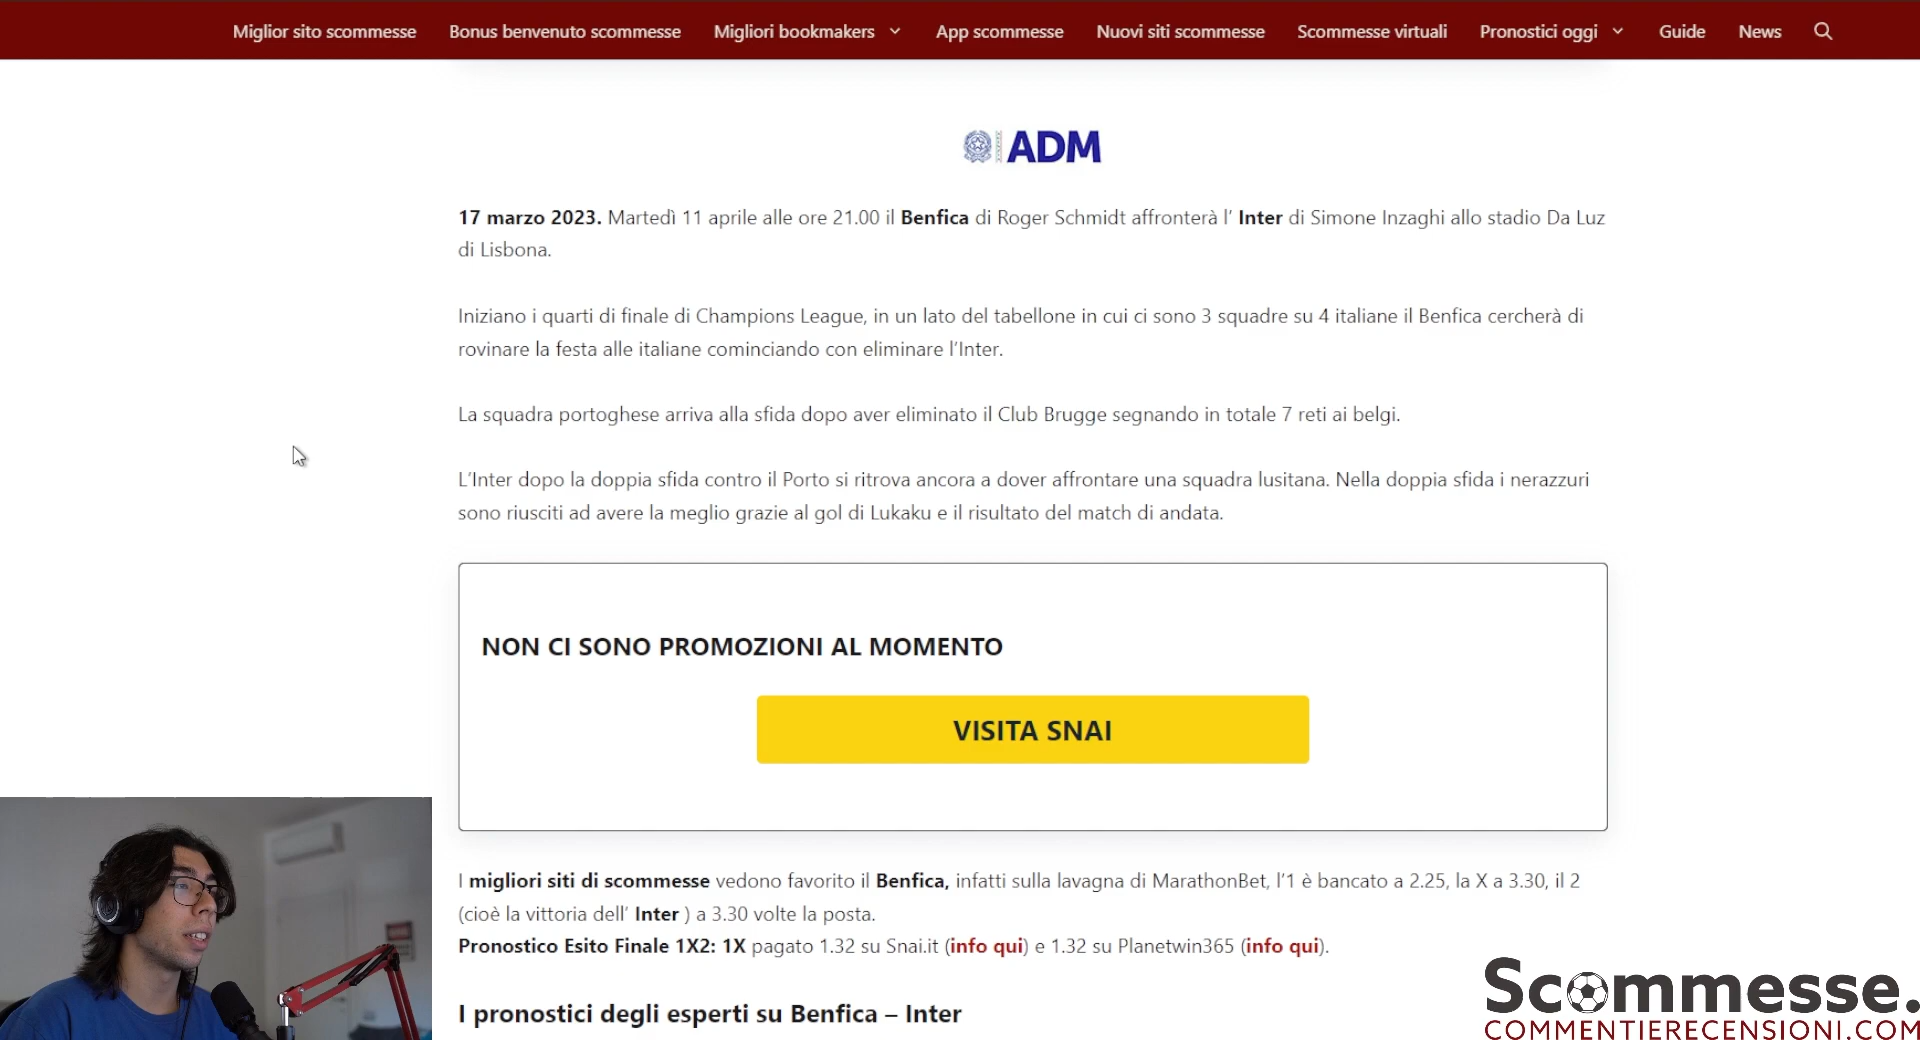 Miglior sito scommesse Bonus benvenuto scommesse Migliori bookmakers App scommesse Nuovi siti scommesse Scommesse virtuali Pronostici oggi Guide News
ADM
17 marzo 2023. Martedì 11 aprile alle ore 21.00 il Benfica di Roger Schmidt affronterà l' Inter di Simone Inzaghi allo stadio Da Luz
di Lisbona.
Iniziano i quarti di finale di Champions League, in un lato del tabellone in cui ci sono 3 squadre su 4 italiane il Benfica cercherà di
rovinare la festa alle italiane cominciando con eliminare l'Inter.
La squadra portoghese arriva alla sfida dopo aver eliminato il Club Brugge segnando in totale 7 reti ai belgi.
L'Inter dopo la doppia sfida contro il Porto si ritrova ancora a dover affrontare una squadra lusitana. Nella doppia sfida i nerazzuri
sono riusciti ad avere la meglio grazie al gol di Lukaku e il risultato del match di andata.
NON CI SONO PROMOZIONI AL MOMENTO
VISITA SNAI
I migliori siti di scommesse vedono favorito il Benfica, infatti sulla lavagna di MarathonBet, l'1 è bancato a 2.25, la X a 3.30, il 2
(cioè la vittoria dell' Inter ) a 3.30 volte la posta.
Pronostico Esito Finale 1X2: 1X pagato 1.32 su Snai.it (info qui) e 1.32 su Planetwin365 (info qui).
I pronostici degli esperti su Benfica – Inter
Scommesse.
COMMENTIERECENSIONI.COM